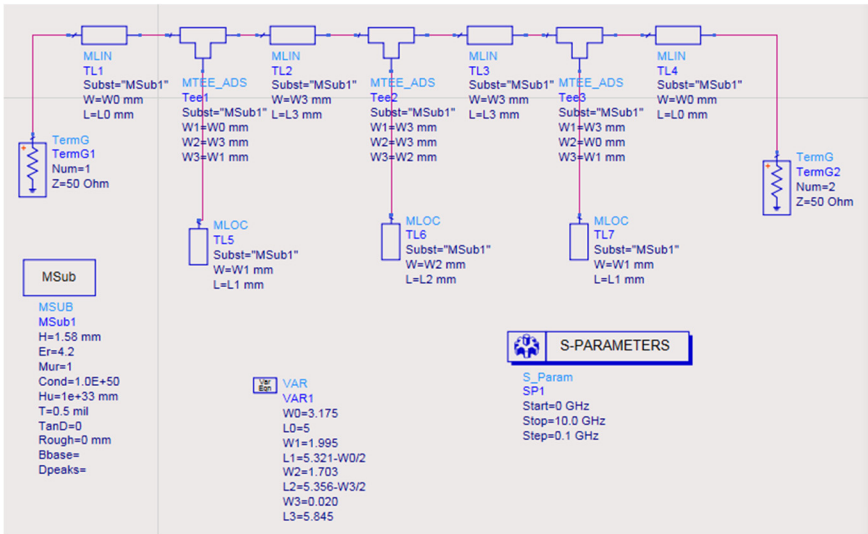 MLIN
TL1
Subst="MSub1"
W=W0 mm
L=L0 mm
MTEE_ADS
Tee1
Subst="MSub1"
W1=W0 mm
W2=W3 mm
W3=W1 mm
MLIN
TL2
Subst="MSub1"
W=W3 mm
L=L3 mm
MTEE_ADS
Tee2
Subst="MSub1"
W1=W3 mm
W2=W3 mm
W3=W2 mm
MLIN
TL3
Subst="MSub1"
W=W3 mm
L=L3 mm
MTEE_ADS
Tee3
Subst="MSub1"
W1=W3 mm
W2=W0 mm
W3=W1 mm
MLIN
TL4
Subst="MSub1"
W=W0 mm
L=L0 mm
TermG
TermG1
Num=1
Z=50 Ohm
TermG
TermG2
Num=2
Z=50 Ohm
MLOC
TL5
Subst="MSub1"
W=W1 mm
L=L1 mm
MLOC
TL6
Subst="MSub1"
W=W2 mm
L=L2 mm
MLOC
TL7
Subst="MSub1"
W=W1 mm
L=L1 mm
MSub
MSUB
MSub1
H=1.58 mm
Er=4.2
Mur=1
Cond=1.0E+50
Hu=1e+33 mm
T=0.5 mil
TanD=0
Rough=0 mm
Bbase=
Dpeaks=
Var
Eqn
VAR
VAR1
W0=3.175
L0=5
W1=1.995
L1=5.321-W0/2
W2=1.703
L2=5.356-W3/2
W3=0.020
L3=5.845
S-PARAMETERS
S_Param
SP1
Start=0 GHz
Stop=10.0 GHz
Step=0.1 GHz